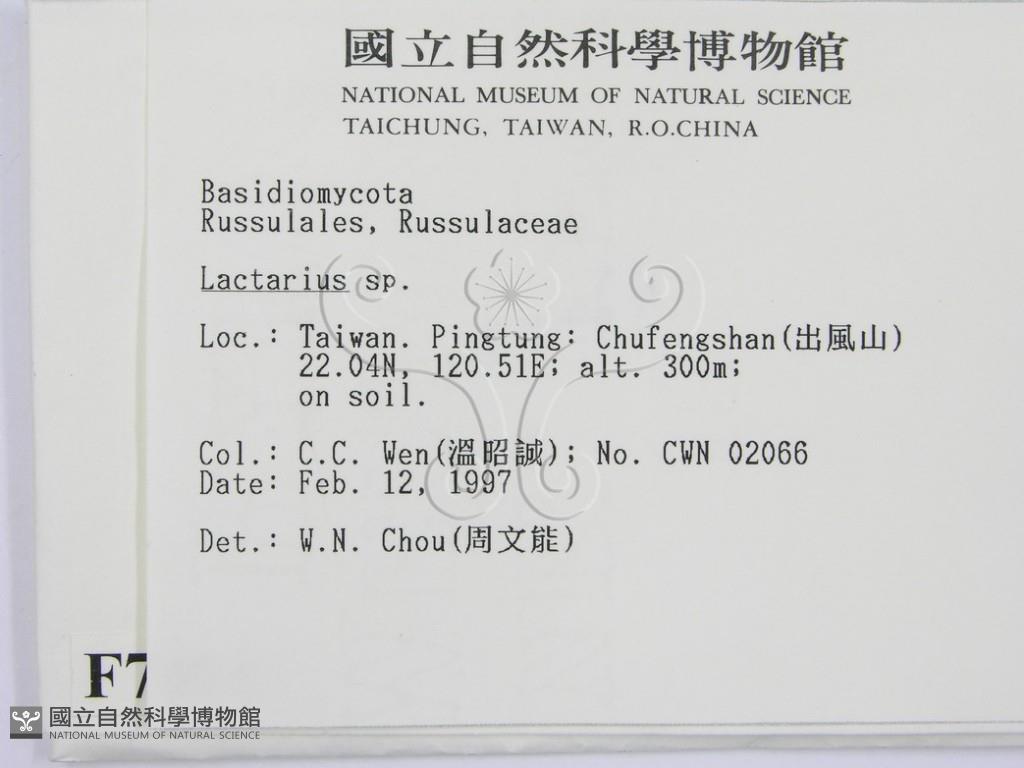 國立自然科學博物館
NATIONAL MUSEUM OF NATURAL SCIENCE
TAICHUNG, TAIWAN, R.O.CHINA
Basidiomycota
Russulales, Russulaceae
Lactarius sp.
Loc.: Taiwan. Pingtung: Chufengshan(出風山)
22.04N, 120.51E; alt. 300m;
on soil.
Col.: C.C. Wen(溫昭誠); No. CWN 02066
Date: Feb. 12, 1997
Det.: W.N. Chou(周文能)
F7
國立自然科學博物館
NATIONAL MUSEUM OF NATURAL SCIENCE